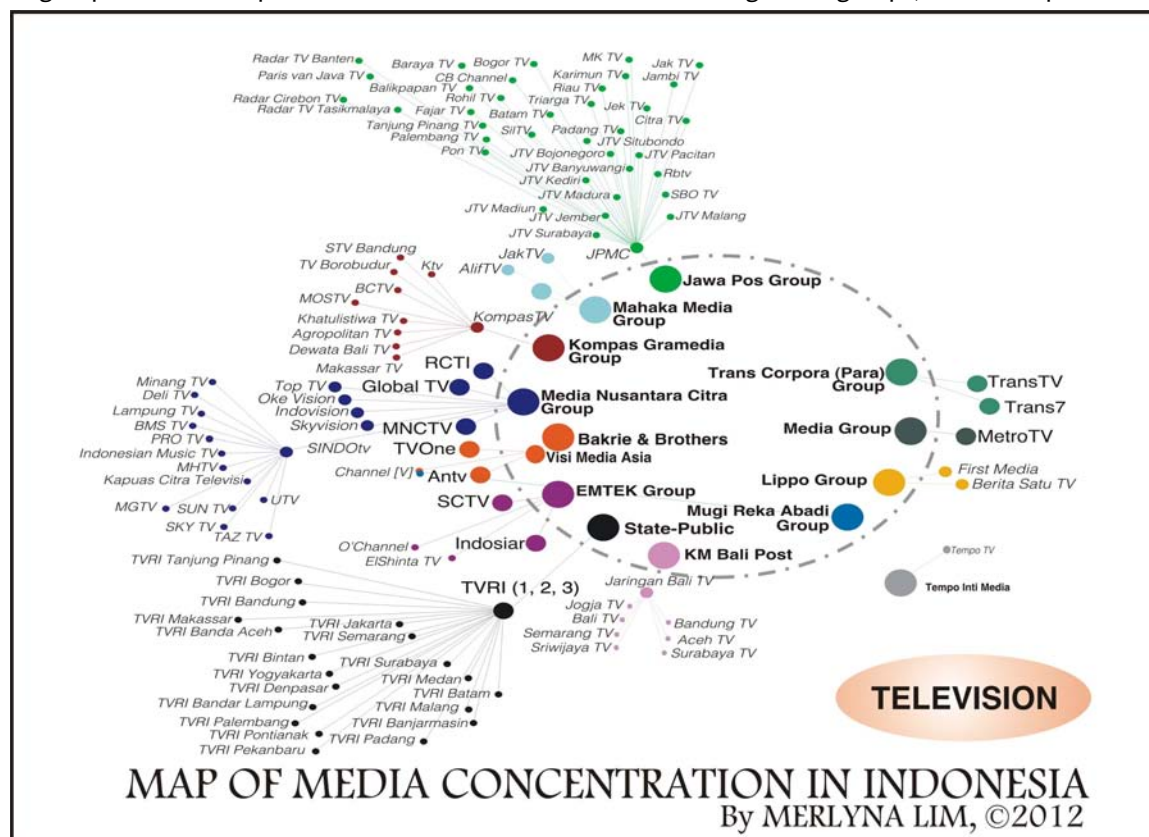 Radar TV Banten
Baraya TV
Bogor TV
MK TV
Jak TV
Paris van Java TV
CB Channel
Karimun TV
Jambi TV
Balikpapan TV
Riau TV
Radar Cirebon TV
Rohil TV
Triarga TV
Jek TV
Radar TV Tasikmalaya
Fajar TV
Batam TV
Citra TV
Tanjung Pinang TV
SilTV
Padang TV
Palembang TV
JTV Situbondo
Pon TV
JTV Bojonegoro
JTV Pacitan
JTV Banyuwangi
Rbtv
JTV Kediri
JTV Madura
SBO TV
JTV Madiun
JTV Jember
JTV Malang
JTV Surabaya
JPMC
STV Bandung
JakTV
TV Borobudur
Ktv
AlifTV
Jawa Pos Group
BCTV
MOSTV
Mahaka Media
Group
Khatulistiwa TV
KompasTV
Agropolitan TV
Dewata Bali TV
Kompas Gramedia
Group
Makassar TV
RCTI
Trans Corpora (Para)
Group
TransTV
Trans7
Minang TV
Top TV
Global TV
Deli TV
Oke Vision
Media Nusantara Citra
Group
Lampung TV
Indovision
BMS TV
Skyvision
MNCTV
Media Group
MetroTV
PRO TV
SINDOtv
TVOne
Bakrie & Brothers
Indonesian Music TV
Visi Media Asia
MHTV
Channel [V]
Antv
First Media
Kapuas Citra Televisi
Lippo Group
Berita Satu TV
EMTEK Group
MGTV
SUN TV
UTV
SCTV
Mugi Reka Abadi
Group
SKY TV
State-Public
TAZ TV
O'Channel
Indosiar
KM Bali Post
Tempo TV
ElShinta TV
TVRI Tanjung Pinang
TVRI (1, 2, 3)
Jaringan Bali TV
Tempo Inti Media
TVRI Bogor
TVRI Bandung
Jogja TV
TVRI Makassar
TVRI Jakarta
Bali TV
Bandung TV
TVRI Banda Aceh
TVRI Semarang
Semarang TV
Aceh TV
Sriwijaya TV
Surabaya TV
TVRI Bintan
TVRI Surabaya
TVRI Yogyakarta
TVRI Medan
TVRI Denpasar
TVRI Batam
TVRI Bandar Lampung
TVRI Malang
TVRI Palembang
TVRI Banjarmasin
TVRI Pontianak
TVRI Padang
TVRI Pekanbaru
TELEVISION
MAP OF MEDIA CONCENTRATION IN INDONESIA
By MERLYNA LIM, ©2012